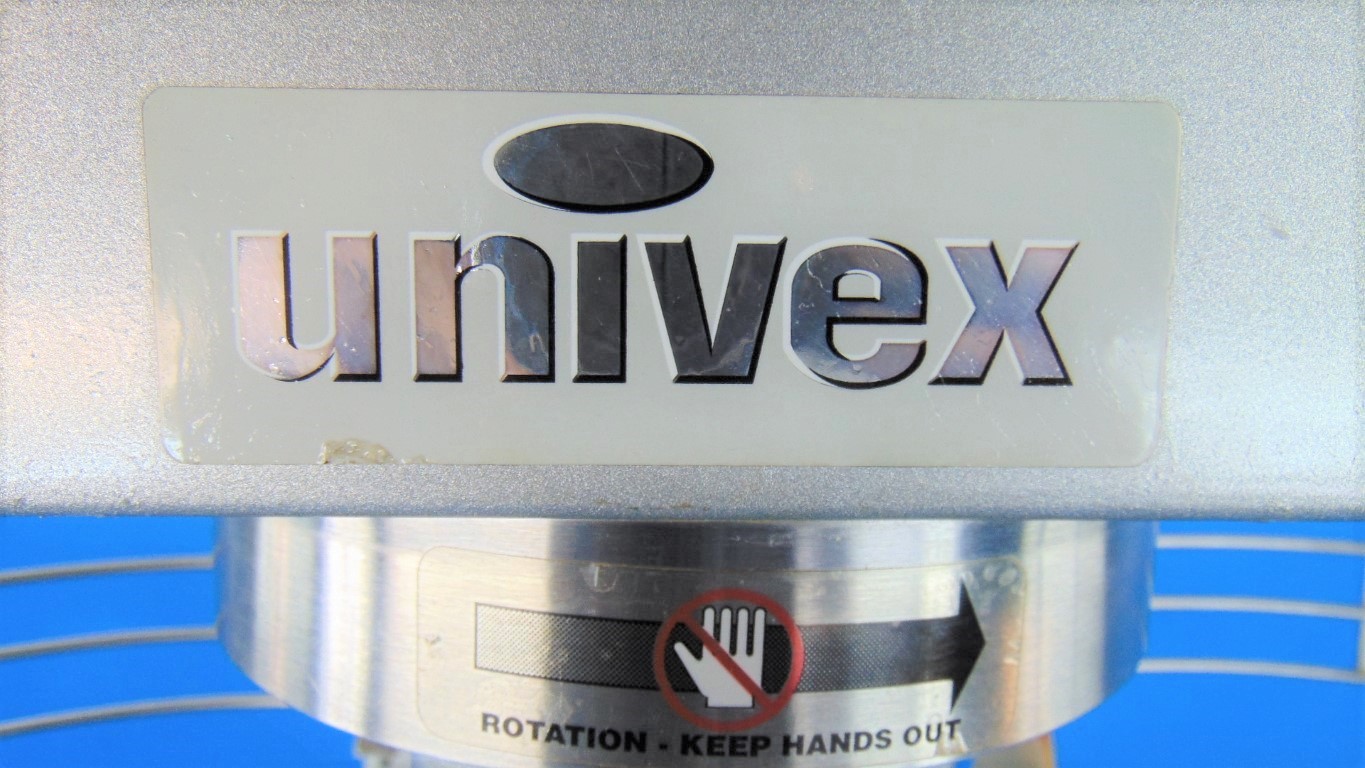 univex
ROTATION - KEEP HANDS OUT